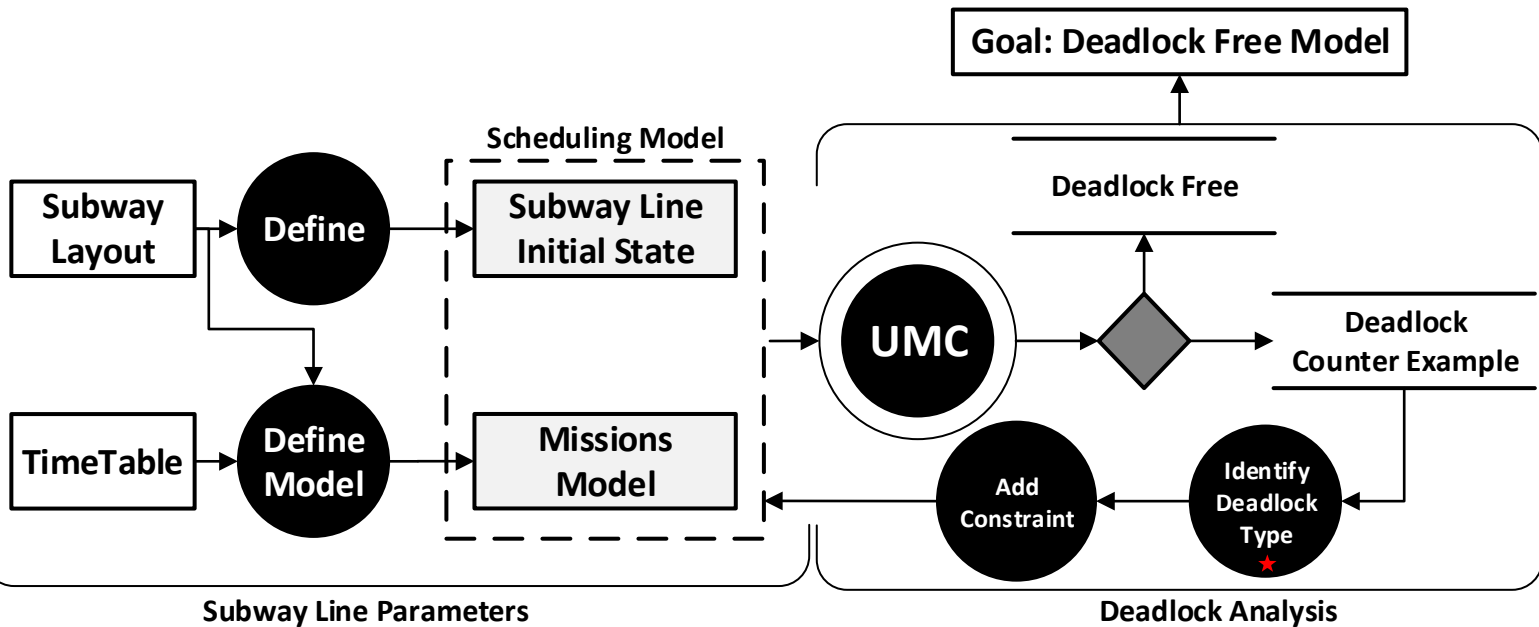 Goal: Deadlock Free Model
Scheduling Model
Subway
Layout
Define
Subway Line
Initial State
Deadlock Free
UMC
Deadlock
Counter Example
TimeTable
Define
Model
Missions
Model
Add
Constraint
Identify
Deadlock
Type
Subway Line Parameters
Deadlock Analysis